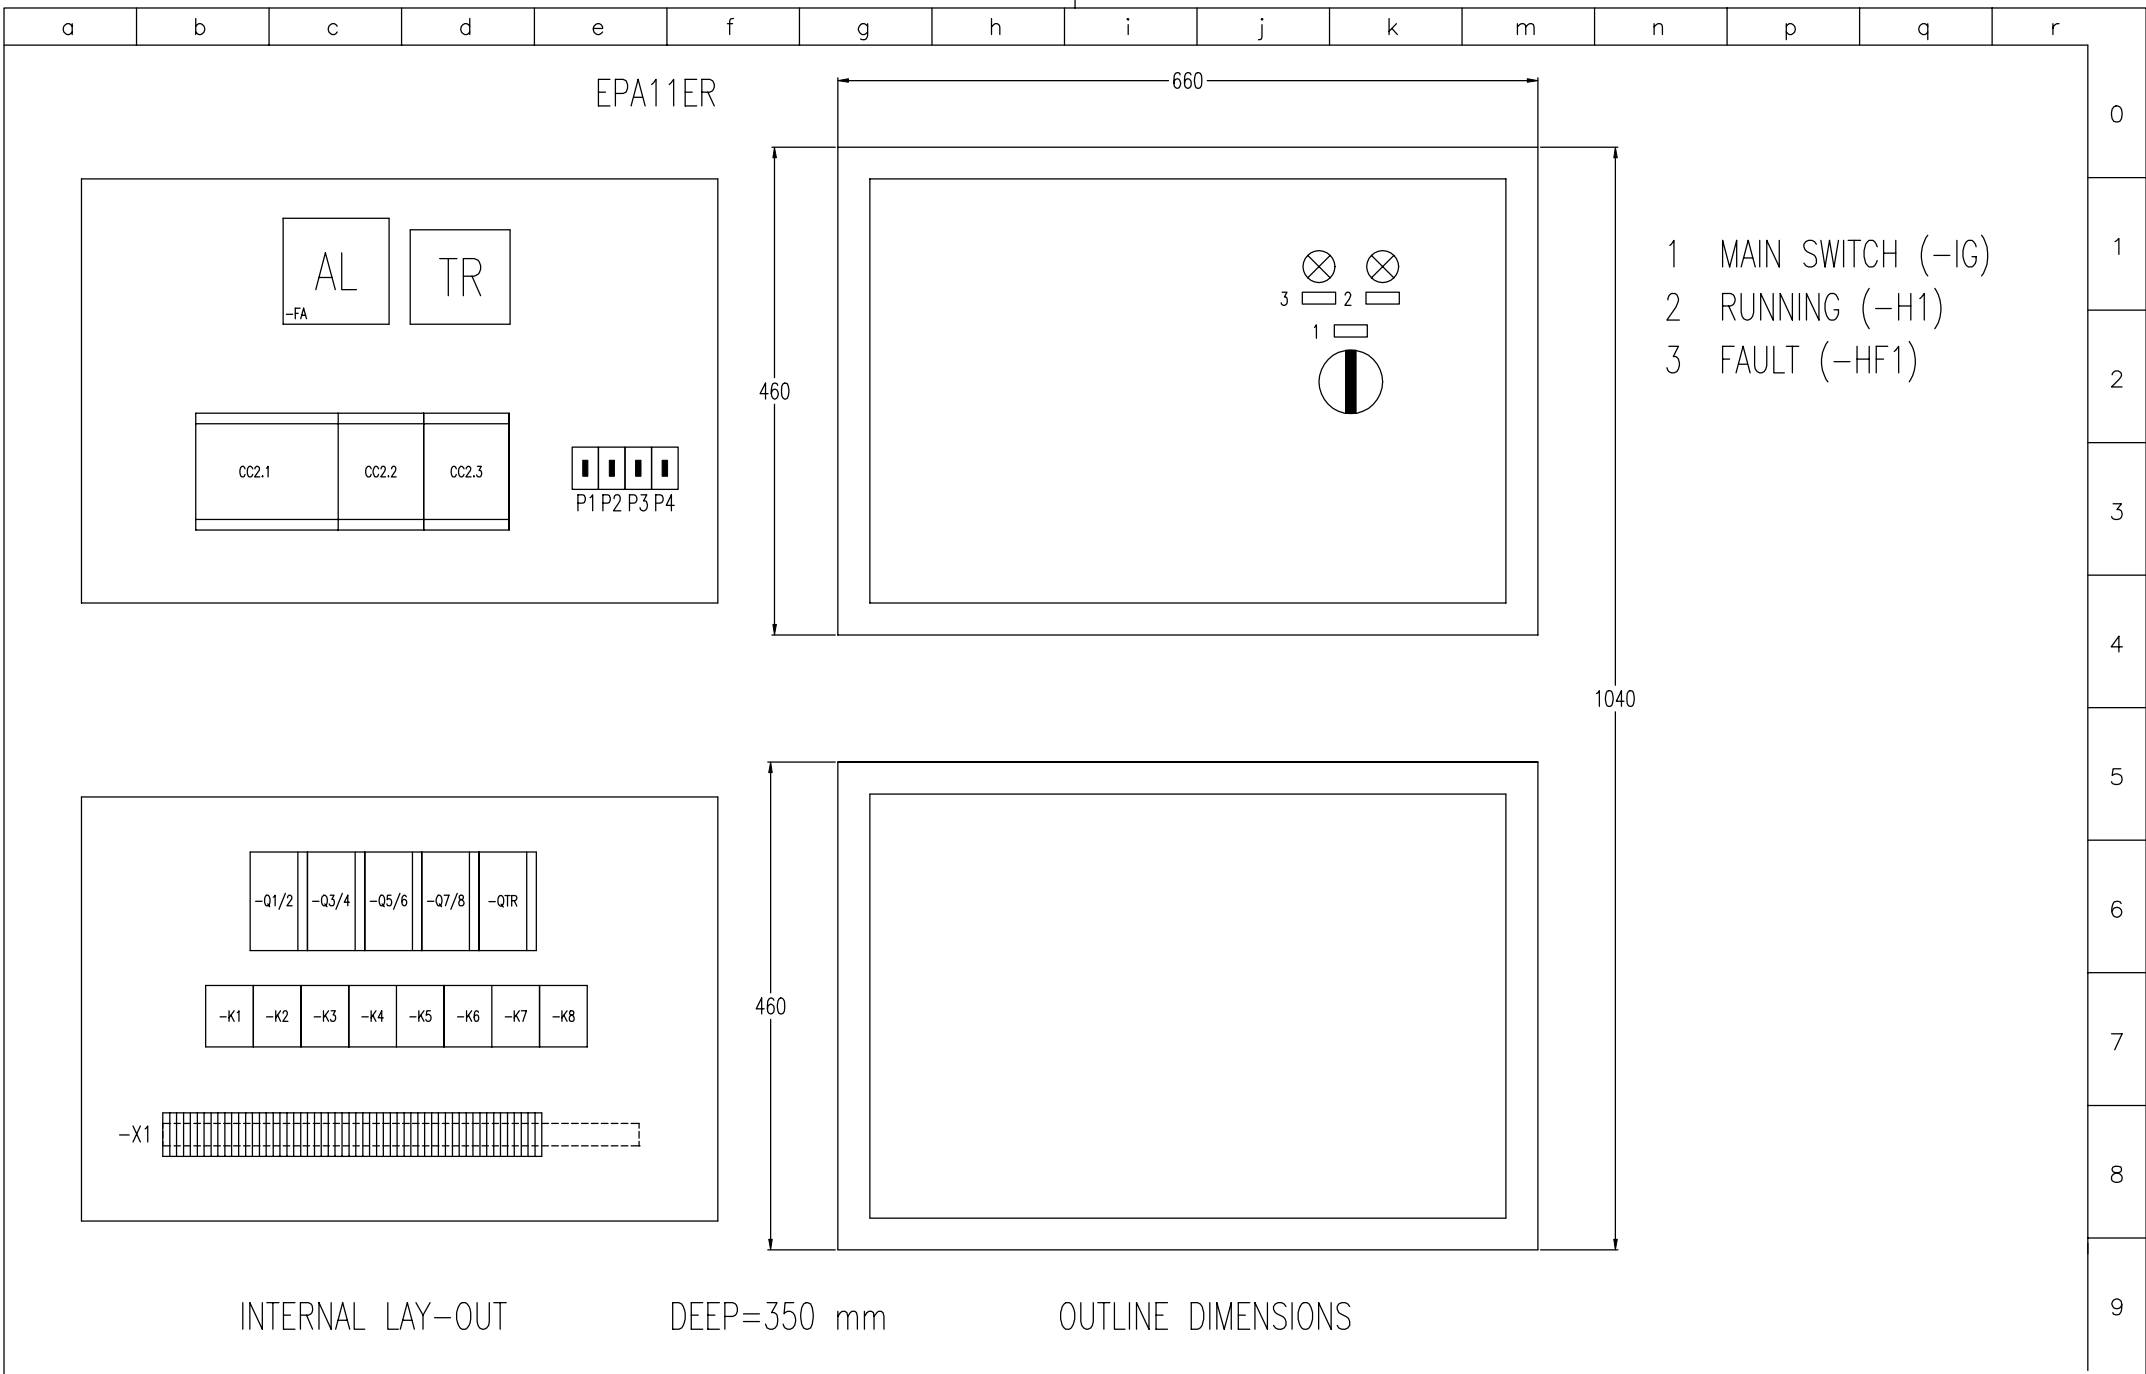 a b c d e f g h i j k m n p q r
EPA11ER
660
0
AL
-FA
TR
1
3
2
1
1 MAIN SWITCH (-IG)
2 RUNNING (-H1)
3 FAULT (-HF1)
460
2
CC2.1 CC2.2 CC2.3
P1 P2 P3 P4
3
4
1040
5
-Q1/2 -Q3/4 -Q5/6 -Q7/8 -QTR
6
460
-K1 -K2 -K3 -K4 -K5 -K6 -K7 -K8
7
-X1
8
INTERNAL LAY-OUT DEEP=350 mm OUTLINE DIMENSIONS
9